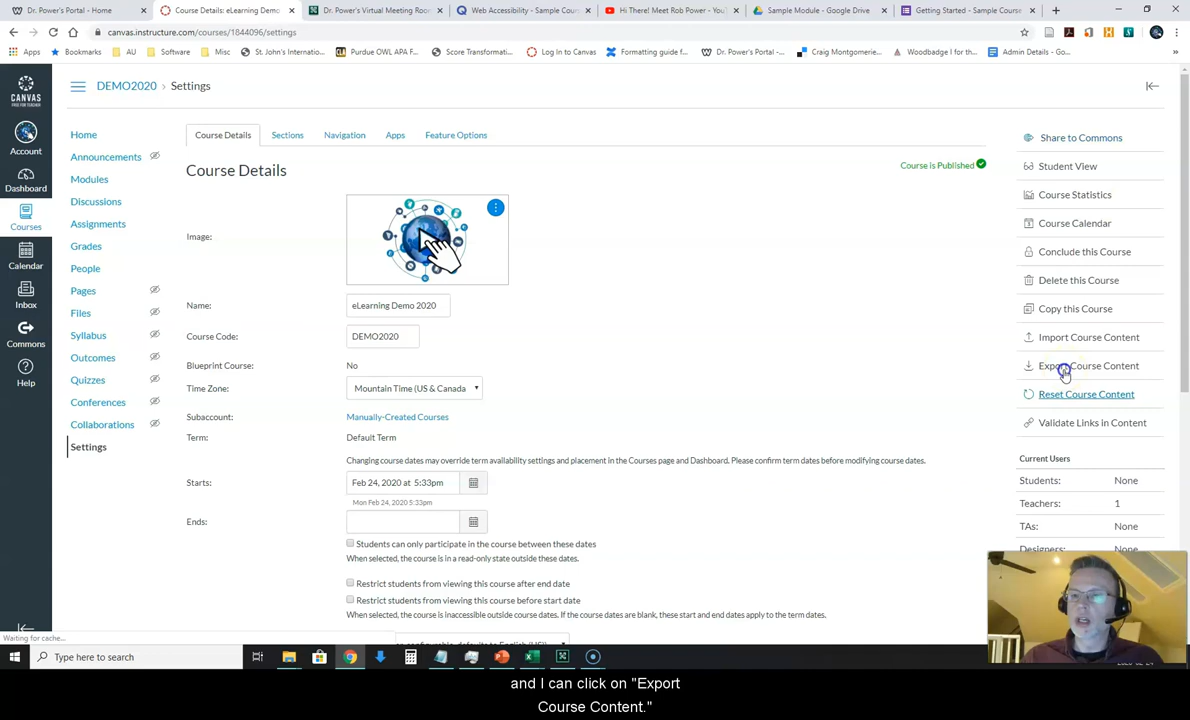 Dr. Power's Portal - Home
Course Details: eLearning Demo
Dr. Power's Virtual Meeting Room
Web Accessibility - Sample Cou
Hi There! Meet Rob Power - You
Sample Module - Google Drive
Getting Started - Sample Course
canvas.instructure.com/courses/1844096/settings
Apps
Bookmarks
AU
Software
Misc
St. John's Internatio...
Purdue OWL APA F...
Score Transformati...
Log In to Canvas
Formatting guide f...
Dr. Power's Portal -...
Craig Montgomerie...
Woodbadge I for th...
Admin Details - Go...
CANVAS
FREE FOR TEACHER
Account
Dashboard
Courses
Calendar
Inbox
Commons
Help
DEMO2020 › Settings
Home
Announcements
Modules
Discussions
Assignments
Grades
People
Pages
Files
Syllabus
Outcomes
Quizzes
Conferences
Collaborations
Settings
Course Details
Sections
Navigation
Apps
Feature Options
Course Details
Course is Published
Image:
Name:
eLearning Demo 2020
Course Code:
DEMO2020
Blueprint Course:
No
Time Zone:
Mountain Time (US & Canada
Subaccount:
Manually-Created Courses
Term:
Default Term
Changing course dates may override term availability settings and placement in the Courses page and Dashboard. Please confirm term dates before modifying course dates.
Starts:
Feb 24, 2020 at 5:33pm
Mon Feb 24, 2020 5:33pm
Ends:
Students can only participate in the course between these dates
When selected, the course is in a read-only state outside these dates.
Restrict students from viewing this course after end date
Restrict students from viewing this course before start date
When selected, the course is inaccessible outside course dates. If the course dates are blank, these start and end dates apply to the term dates.
Share to Commons
Student View
Course Statistics
Course Calendar
Conclude this Course
Delete this Course
Copy this Course
Import Course Content
Export Course Content
Reset Course Content
Validate Links in Content
Current Users
Students: None
Teachers: 1
TAs: None
Designers: None
Waiting for cache...
Type here to search
and I can click on "Export
Course Content."